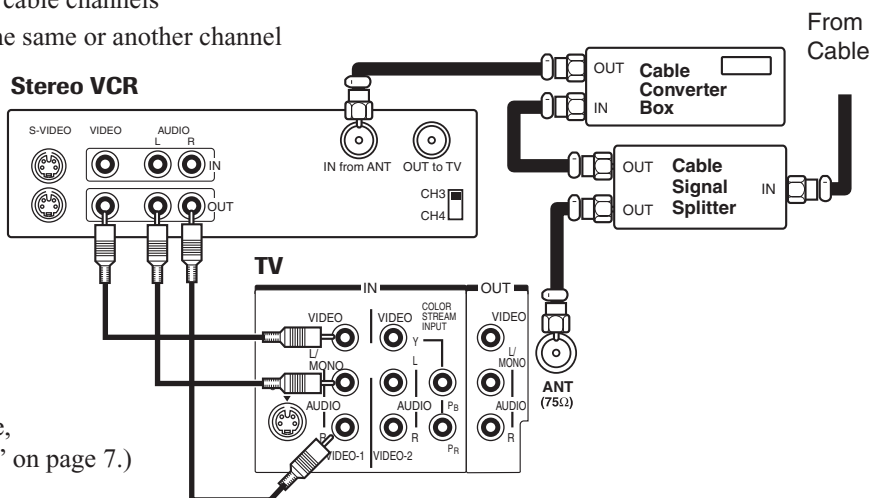 cable channels
ne same or another channel
From
Cable
Stereo VCR
S-VIDEO VIDEO AUDIO
L R
IN
OUT
IN from ANT OUT to TV
CH3
CH4
OUT Cable
Converter
IN Box
OUT Cable
Signal IN
OUT Splitter
ANT
(75Ω)
TV
IN OUT
VIDEO VIDEO COLOR
STREAM
INPUT VIDEO
Y
L/
MONO L L/
MONO
AUDIO AUDIO PB AUDIO
R R PR R
VIDEO-1 VIDEO-2
e,
” on page 7.)